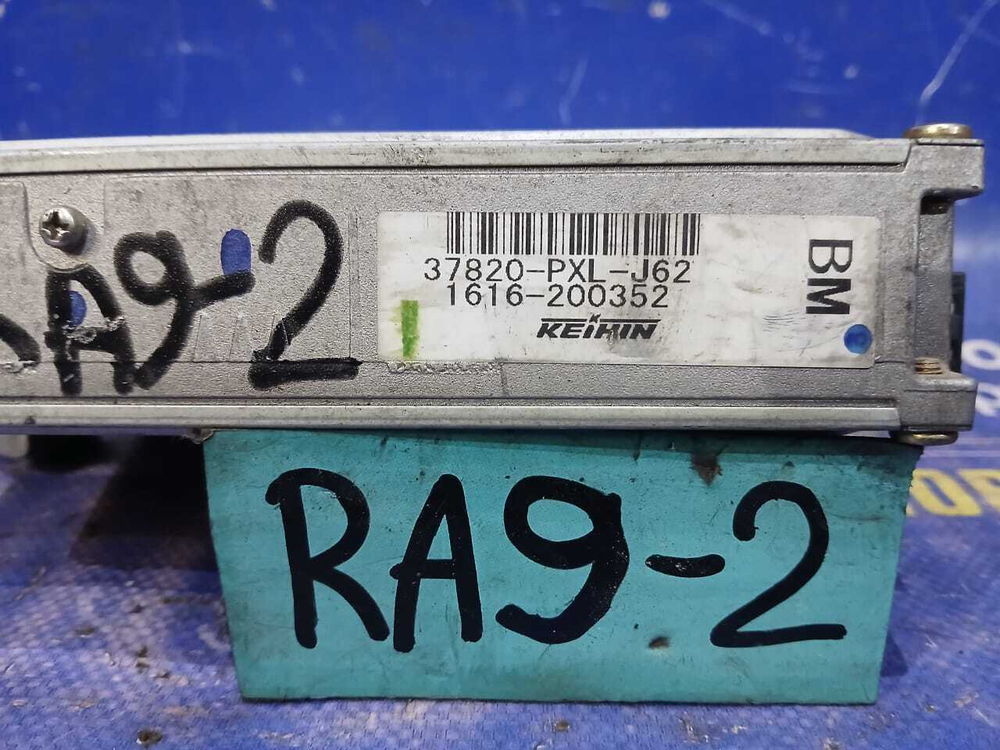 RA9-2
37820-PXL-J62
1616-200352
KEIHIN
BM
RA9-2